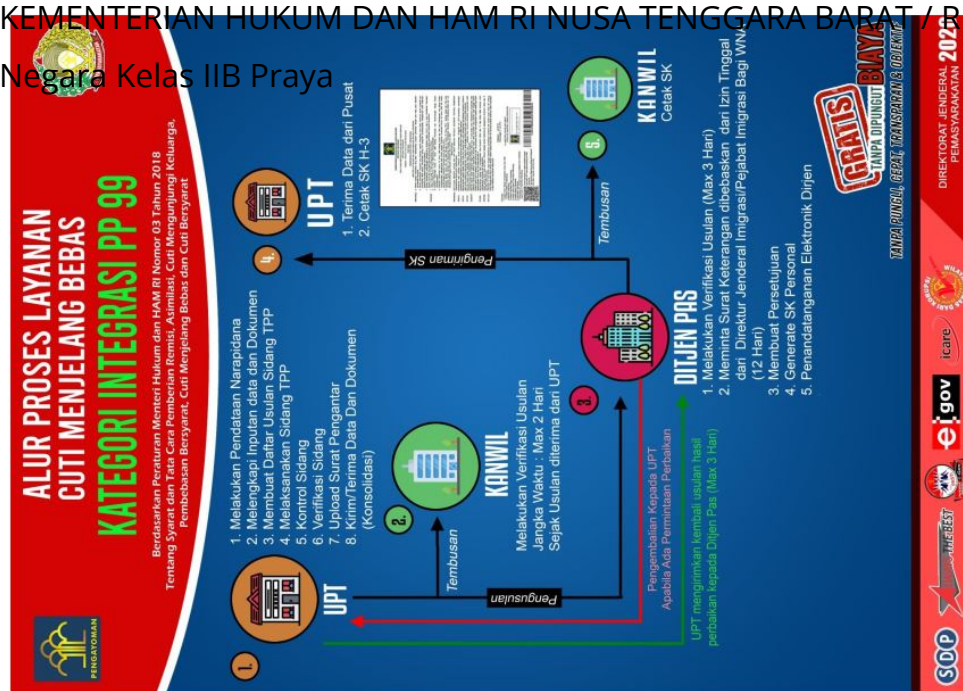 KEMENTERIAN HUKUM DAN HAM RI NUSA TENGGARA BARAT / R
Negara Kelas IIB Praya
PENGAYOMAN
ALUR PROSES LAYANAN
CUTI MENJELANG BEBAS
KATEGORI INTEGRASI PP 99
Berdasarkan Peraturan Menteri Hukum dan HAM RI Nomor 03 Tahun 2018
Tentang Syarat dan Tata Cara Pemberian Remisi, Asimilasi, Cuti Mengunjungi Keluarga,
Pembebasan Bersyarat, Cuti Menjelang Bebas dan Cuti Bersyarat
1.
UPT
1. Melakukan Pendataan Narapidana
2. Melengkapi Inputan data dan Dokumen
3. Membuat Daftar Usulan Sidang TPP
4. Melaksanakan Sidang TPP
5. Kontrol Sidang
6. Verifikasi Sidang
7. Upload Surat Pengantar
8. Kirim/Terima Data Dan Dokumen
(Konsolidasi)
Tembusan
Pengusulan
2.
KANWIL
Melakukan Verifikasi Usulan
Jangka Waktu : Max 2 Hari
Sejak Usulan diterima dari UPT
Pengembalian Kepada UPT
Apabila Ada Permintaan Perbaikan
UPT mengirimkan kembali usulan hasil
perbaikan kepada Ditjen Pas (Max 3 Hari)
3.
DITJEN PAS
1. Melakukan Verifikasi Usulan (Max 3 Hari)
2. Meminta Surat Keterangan dibebaskan dari Izin Tinggal
dari Direktur Jenderal Imigrasi/Pejabat Imigrasi Bagi WNA
(12 Hari)
3. Membuat Persetujuan
4. Generate SK Personal
5. Penandatanganan Elektronik Dirjen
Pengiriman SK
Tembusan
4.
UPT
1. Terima Data dari Pusat
2. Cetak SK H-3
5.
KANWIL
Cetak SK
GRATIS
TANPA DIPUNGUT BIAYA
TANPA PUNGLI, CEPAT, TRANSPARAN & OBJEKTIF
SDP
THE BEST
ei gov
icare
DIREKTORAT JENDERAL
PEMASYARAKATAN